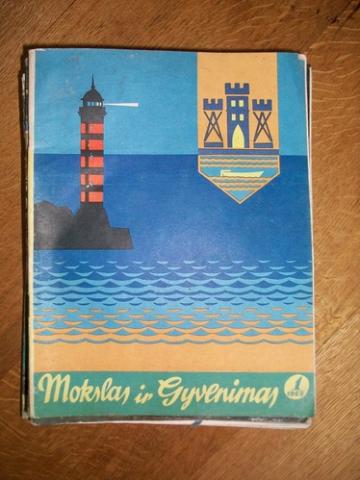 Mokslas ir Gyvenimas 1